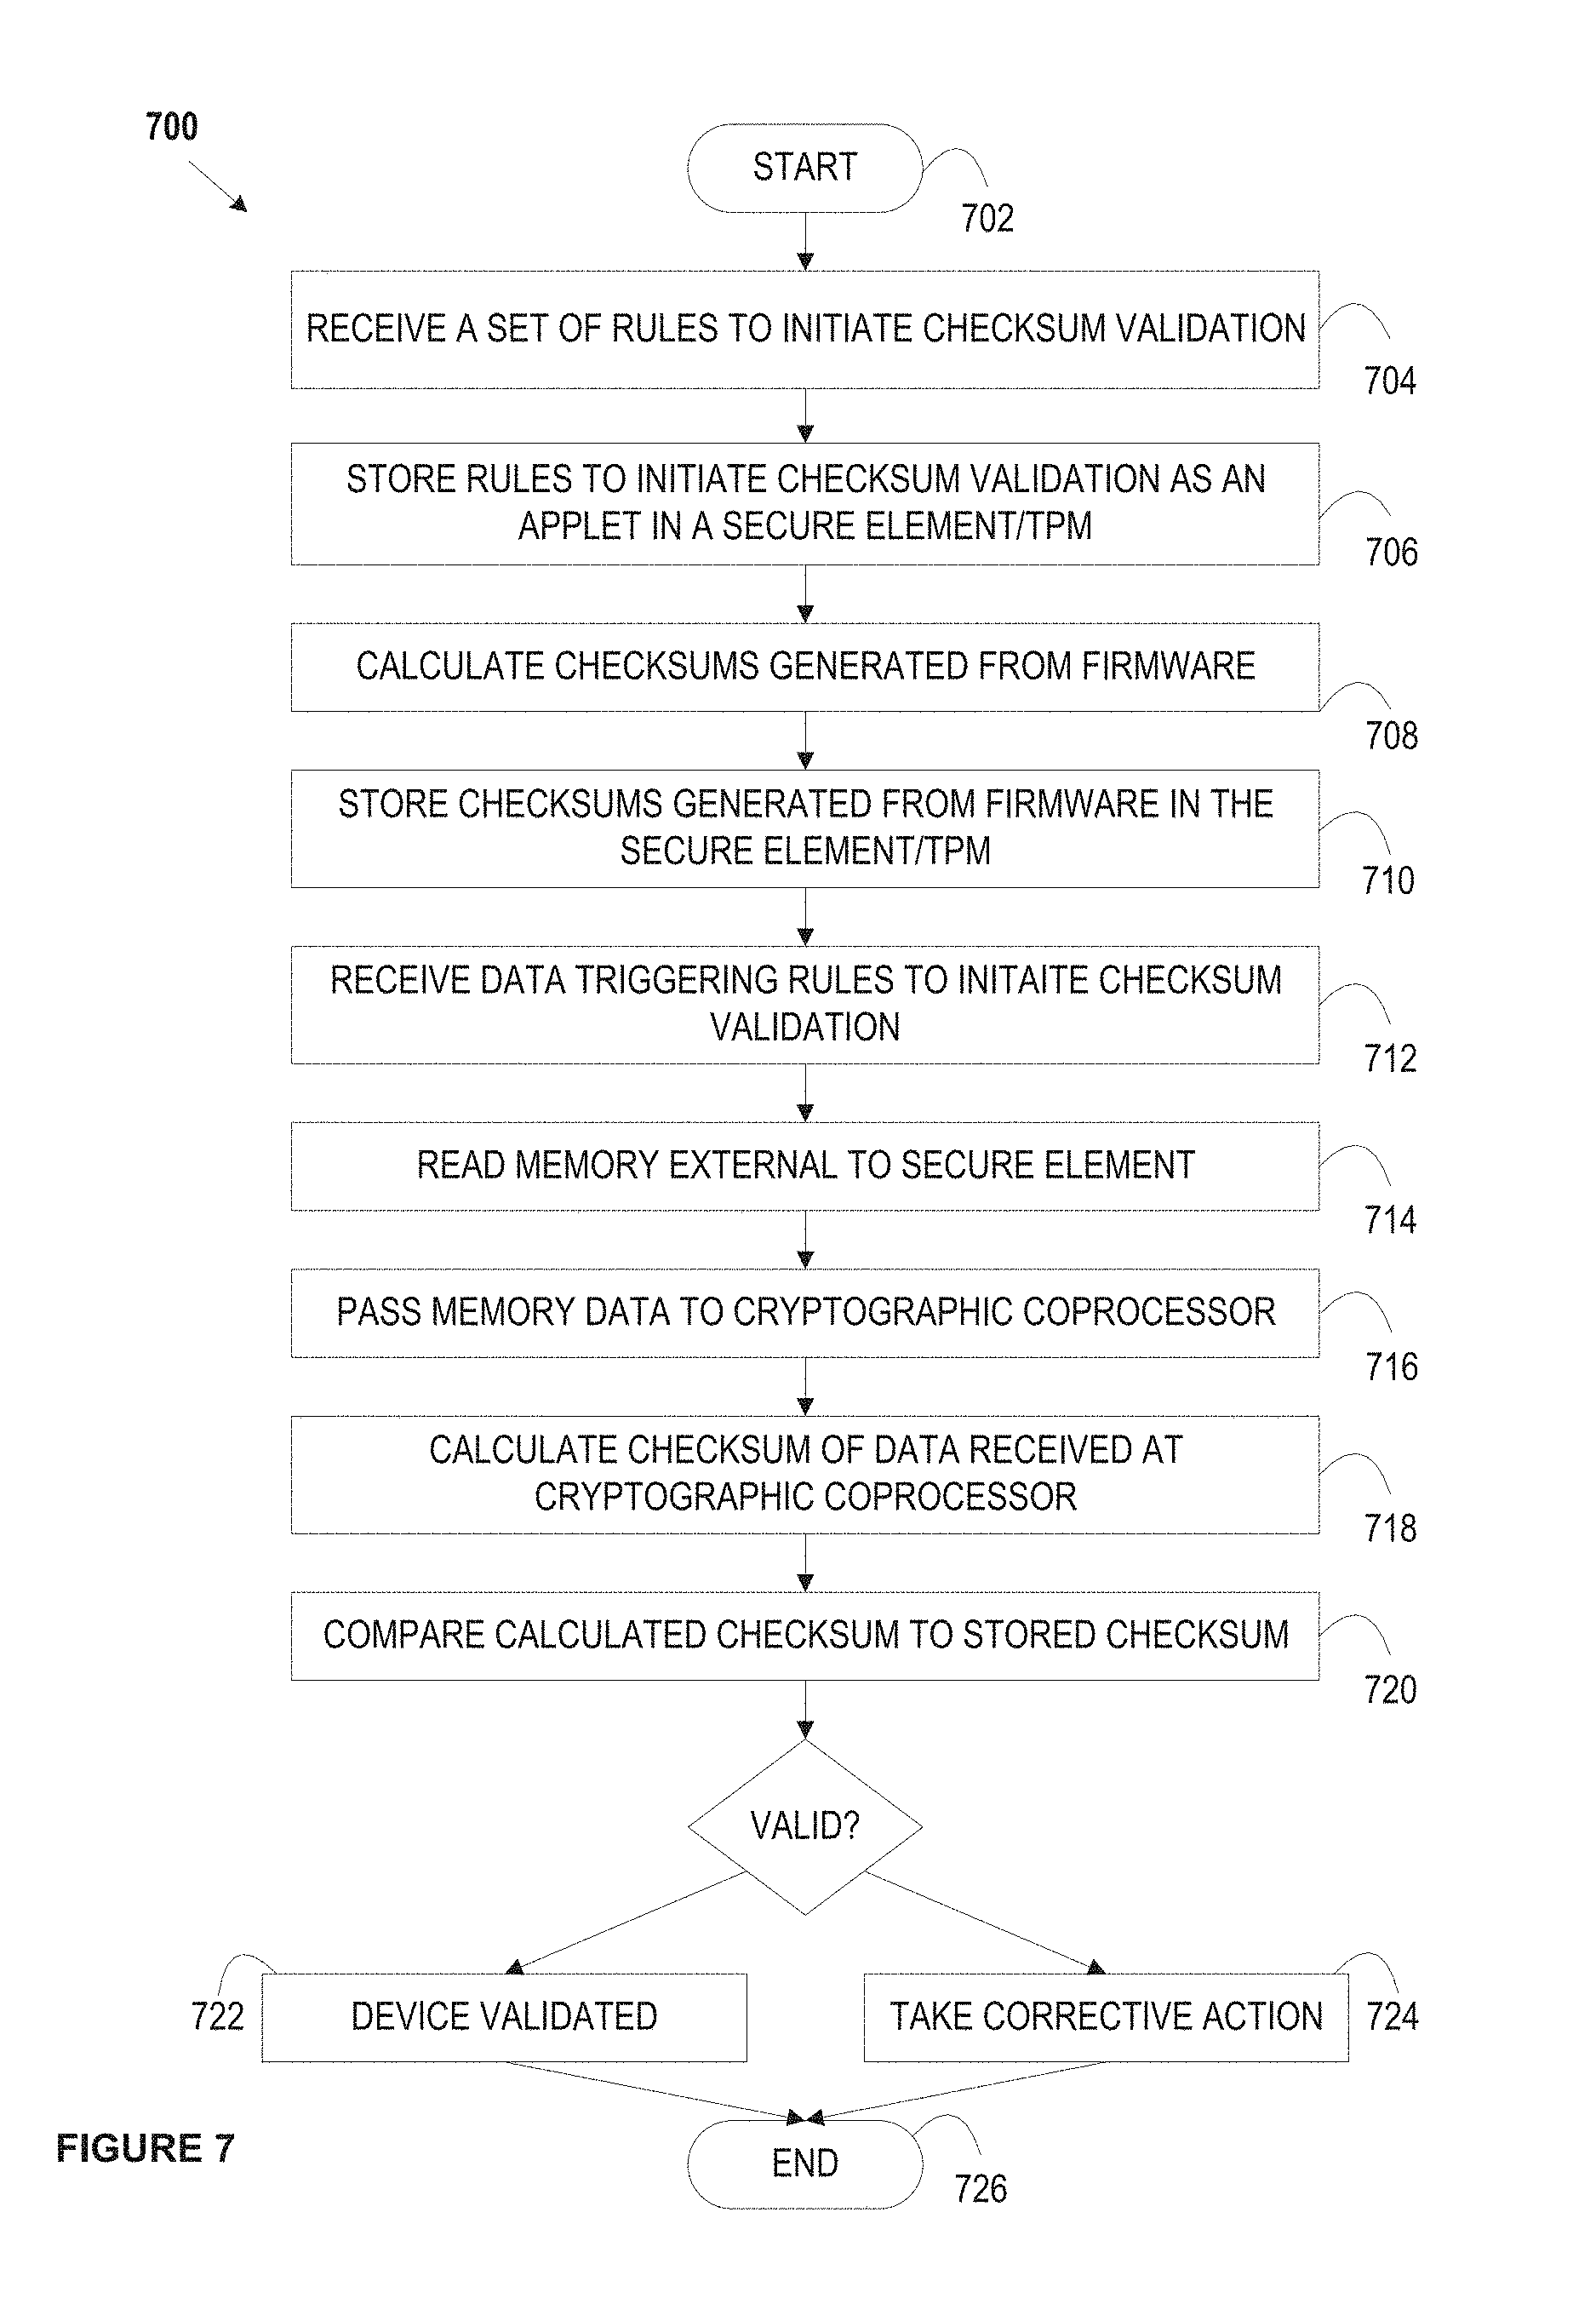 700
START
702
RECEIVE A SET OF RULES TO INITIATE CHECKSUM VALIDATION
704
STORE RULES TO INITIATE CHECKSUM VALIDATION AS AN
APPLET IN A SECURE ELEMENT/TPM
706
CALCULATE CHECKSUMS GENERATED FROM FIRMWARE
708
STORE CHECKSUMS GENERATED FROM FIRMWARE IN THE
SECURE ELEMENT/TPM
710
RECEIVE DATA TRIGGERING RULES TO INITAITE CHECKSUM
VALIDATION
712
READ MEMORY EXTERNAL TO SECURE ELEMENT
714
PASS MEMORY DATA TO CRYPTOGRAPHIC COPROCESSOR
716
CALCULATE CHECKSUM OF DATA RECEIVED AT
CRYPTOGRAPHIC COPROCESSOR
718
COMPARE CALCULATED CHECKSUM TO STORED CHECKSUM
720
VALID?
722
DEVICE VALIDATED
TAKE CORRECTIVE ACTION
724
FIGURE 7
END
726